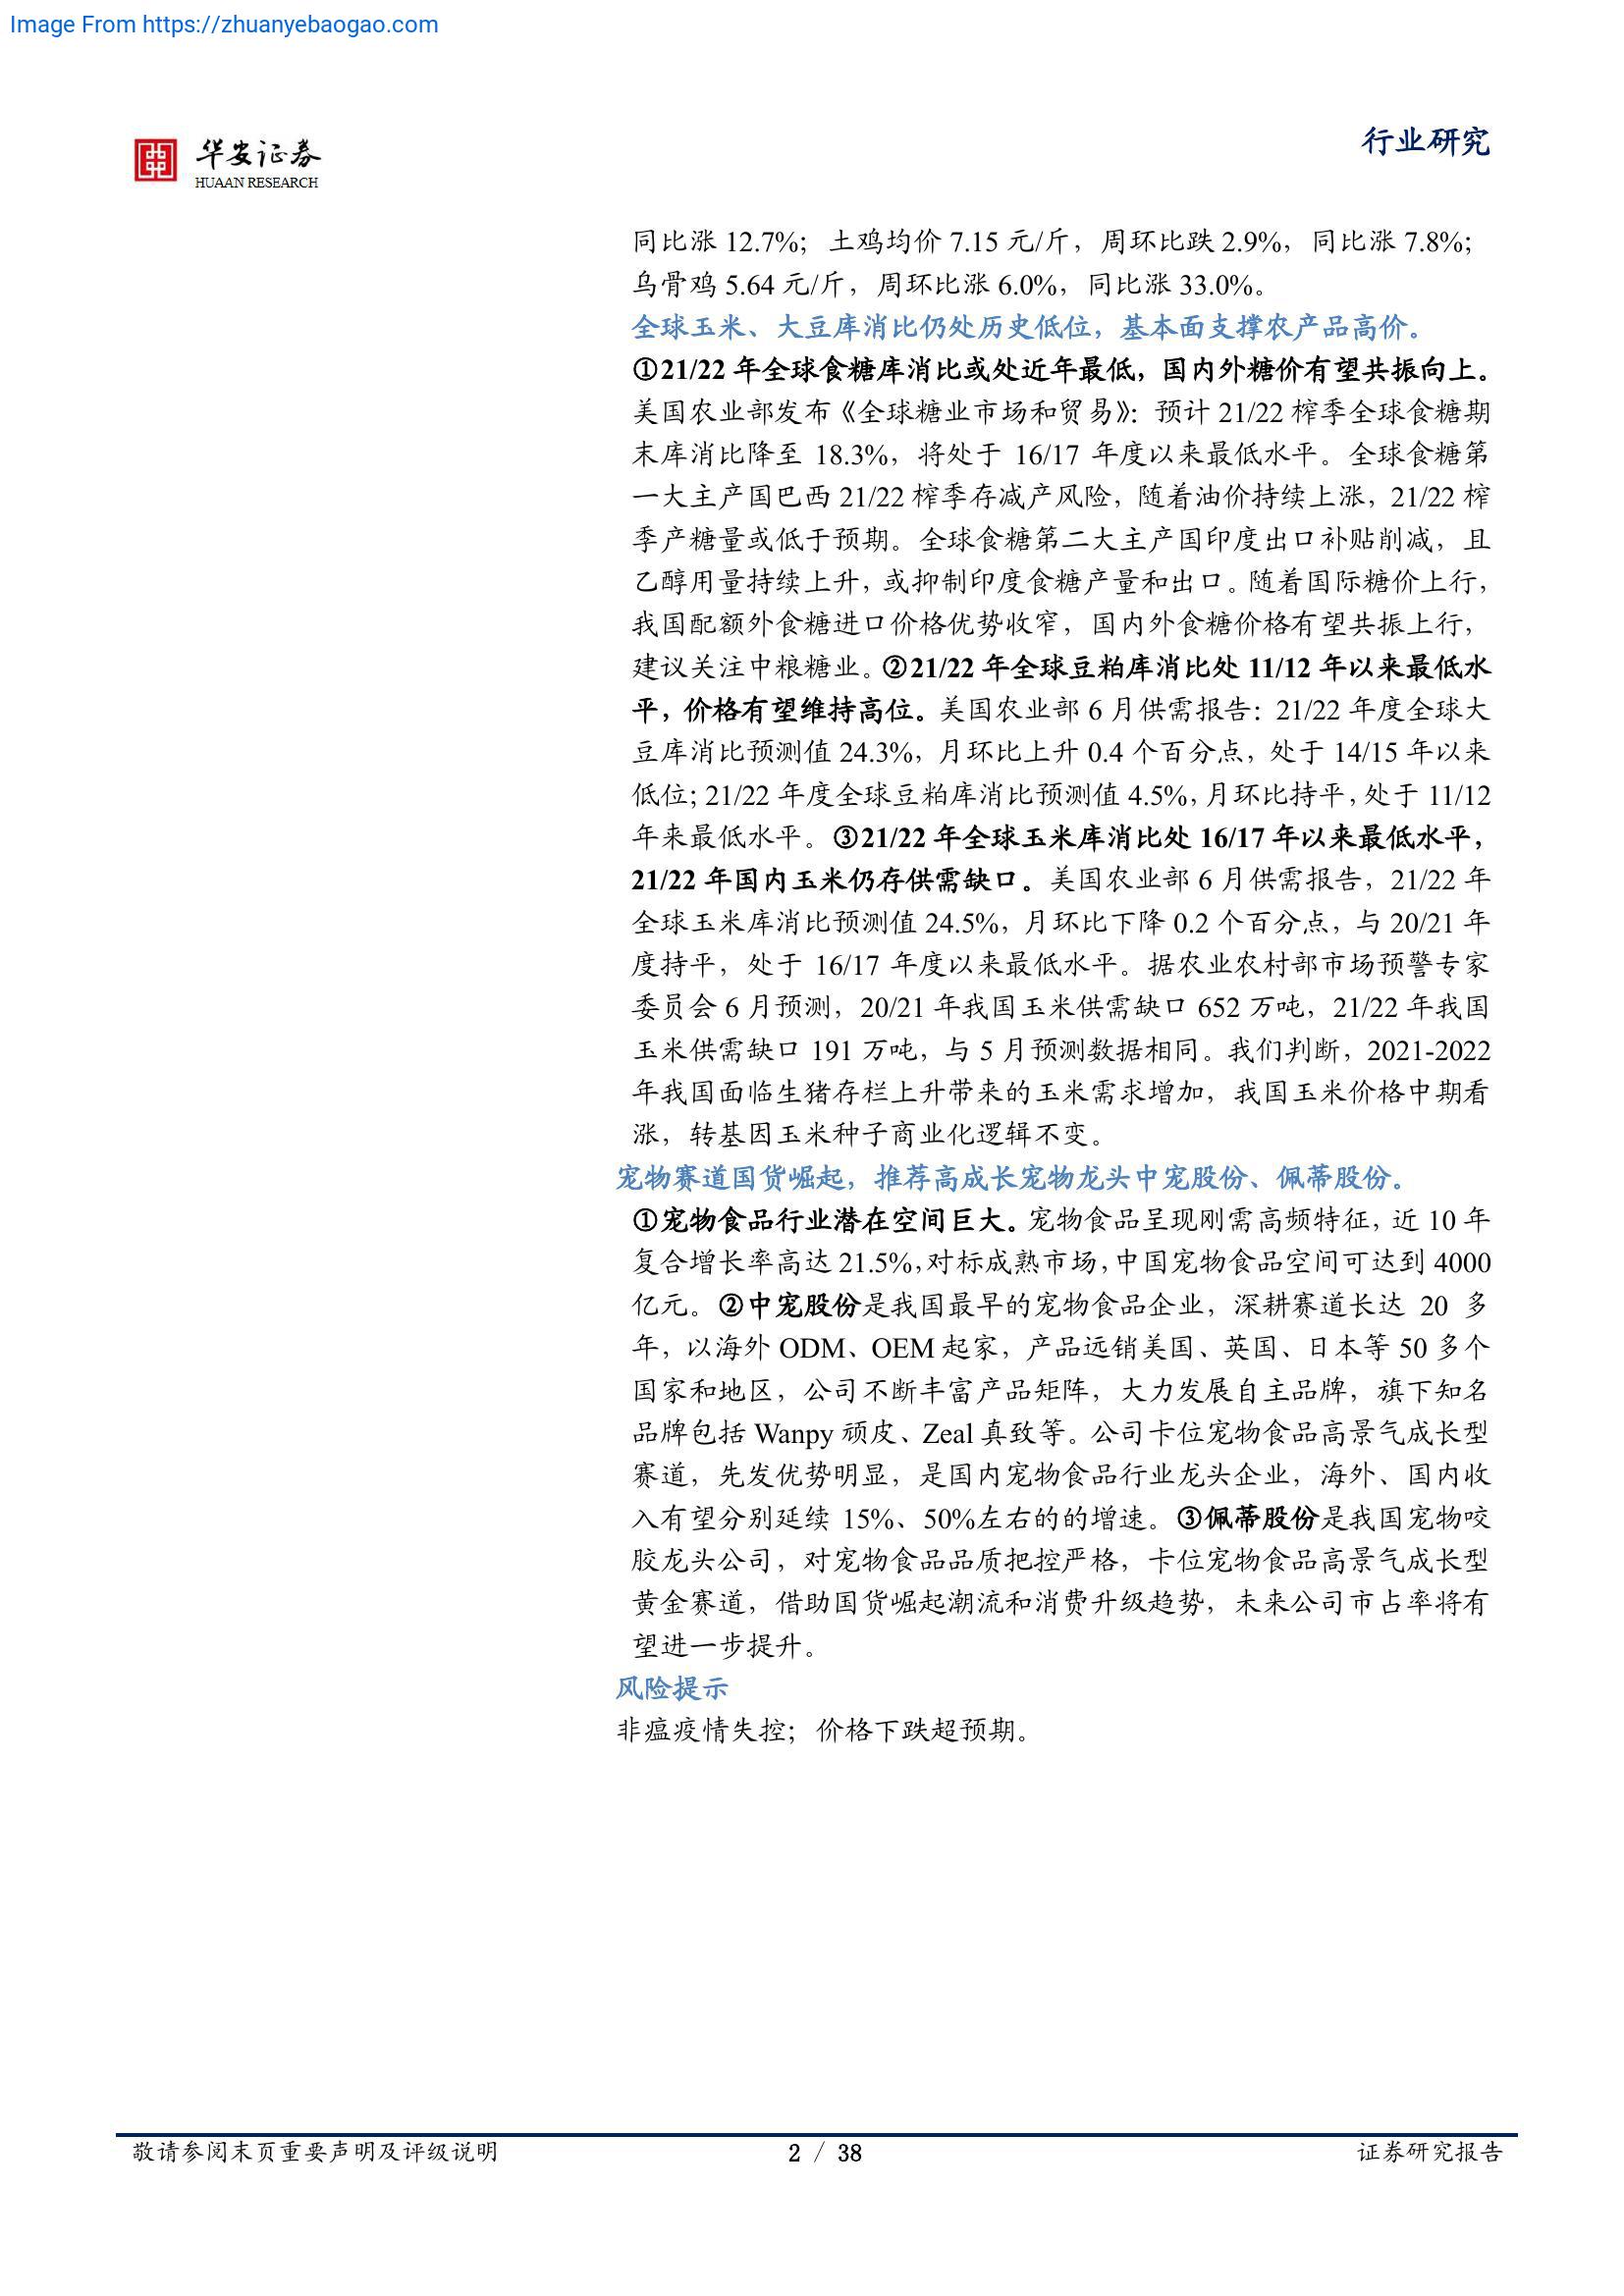 Image From https://zhuanyebaogao.com
华安证券
HUAAN RESEARCH
行业研究
同比涨 12.7%；土鸡均价 7.15 元/斤，周环比跌 2.9%，同比涨 7.8%；
乌骨鸡 5.64 元/斤，周环比涨 6.0%，同比涨 33.0%。
全球玉米、大豆库消比仍处历史低位，基本面支撑农产品高价。
①21/22 年全球食糖库消比或处近年最低，国内外糖价有望共振向上。
美国农业部发布《全球糖业市场和贸易》：预计 21/22 榨季全球食糖期
末库消比降至 18.3%，将处于 16/17 年度以来最低水平。全球食糖第
一大主产国巴西 21/22 榨季存减产风险，随着油价持续上涨，21/22 榨
季产糖量或低于预期。全球食糖第二大主产国印度出口补贴削减，且
乙醇用量持续上升，或抑制印度食糖产量和出口。随着国际糖价上行，
我国配额外食糖进口价格优势收窄，国内外食糖价格有望共振上行，
建议关注中粮糖业。②21/22 年全球豆粕库消比处 11/12 年以来最低水
平，价格有望维持高位。美国农业部 6 月供需报告：21/22 年度全球大
豆库消比预测值 24.3%，月环比上升 0.4 个百分点，处于 14/15 年以来
低位；21/22 年度全球豆粕库消比预测值 4.5%，月环比持平，处于 11/12
年来最低水平。③21/22 年全球玉米库消比处 16/17 年以来最低水平，
21/22 年国内玉米仍存供需缺口。美国农业部 6 月供需报告，21/22 年
全球玉米库消比预测值 24.5%，月环比下降 0.2 个百分点，与 20/21 年
度持平，处于 16/17 年度以来最低水平。据农业农村部市场预警专家
委员会 6 月预测，20/21 年我国玉米供需缺口 652 万吨，21/22 年我国
玉米供需缺口 191 万吨，与 5 月预测数据相同。我们判断，2021-2022
年我国面临生猪存栏上升带来的玉米需求增加，我国玉米价格中期看
涨，转基因玉米种子商业化逻辑不变。
宠物赛道国货崛起，推荐高成长宠物龙头中宠股份、佩蒂股份。
①宠物食品行业潜在空间巨大。宠物食品呈现刚需高频特征，近 10 年
复合增长率高达 21.5%，对标成熟市场，中国宠物食品空间可达到 4000
亿元。②中宠股份是我国最早的宠物食品企业，深耕赛道长达 20 多
年，以海外 ODM、OEM 起家，产品远销美国、英国、日本等 50 多个
国家和地区，公司不断丰富产品矩阵，大力发展自主品牌，旗下知名
品牌包括 Wanpy 顽皮、Zeal 真致等。公司卡位宠物食品高景气成长型
赛道，先发优势明显，是国内宠物食品行业龙头企业，海外、国内收
入有望分别延续 15%、50%左右的的增速。③佩蒂股份是我国宠物咬
胶龙头公司，对宠物食品品质把控严格，卡位宠物食品高景气成长型
黄金赛道，借助国货崛起潮流和消费升级趋势，未来公司市占率将有
望进一步提升。
风险提示
非瘟疫情失控；价格下跌超预期。
敬请参阅末页重要声明及评级说明
2 / 38
证券研究报告